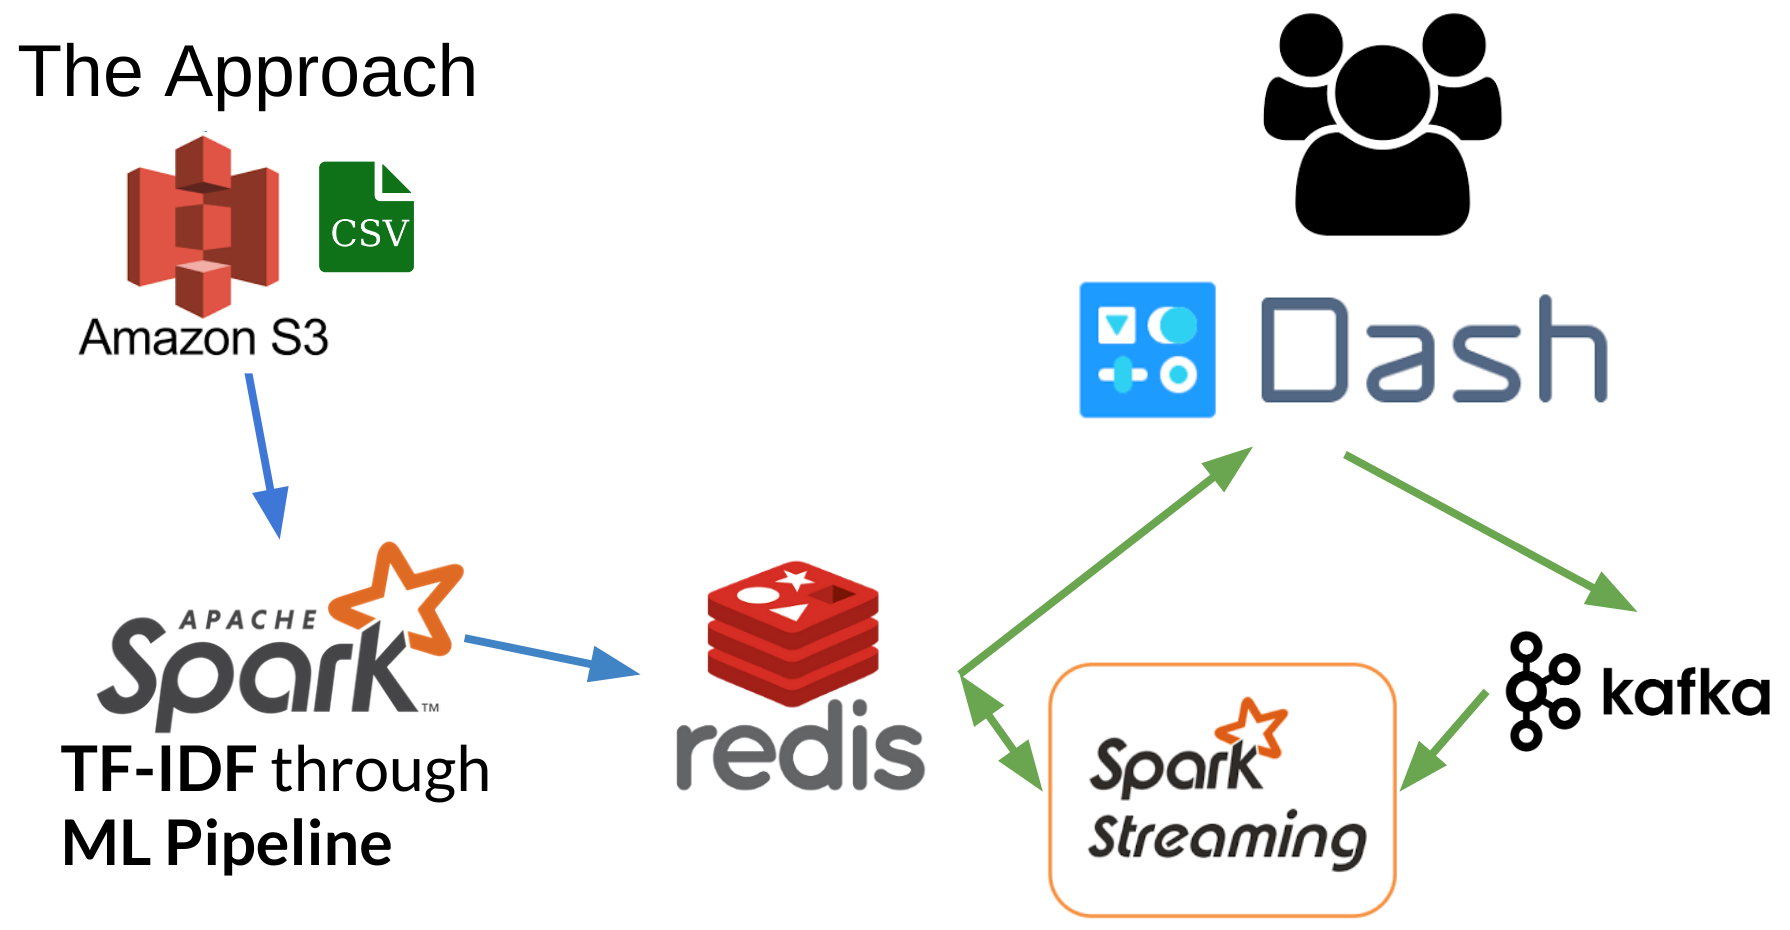 The Approach
CSV
Amazon S3
Dash
APACHE
Spark™
TF-IDF through
ML Pipeline
redis
Spark
Streaming
kafka